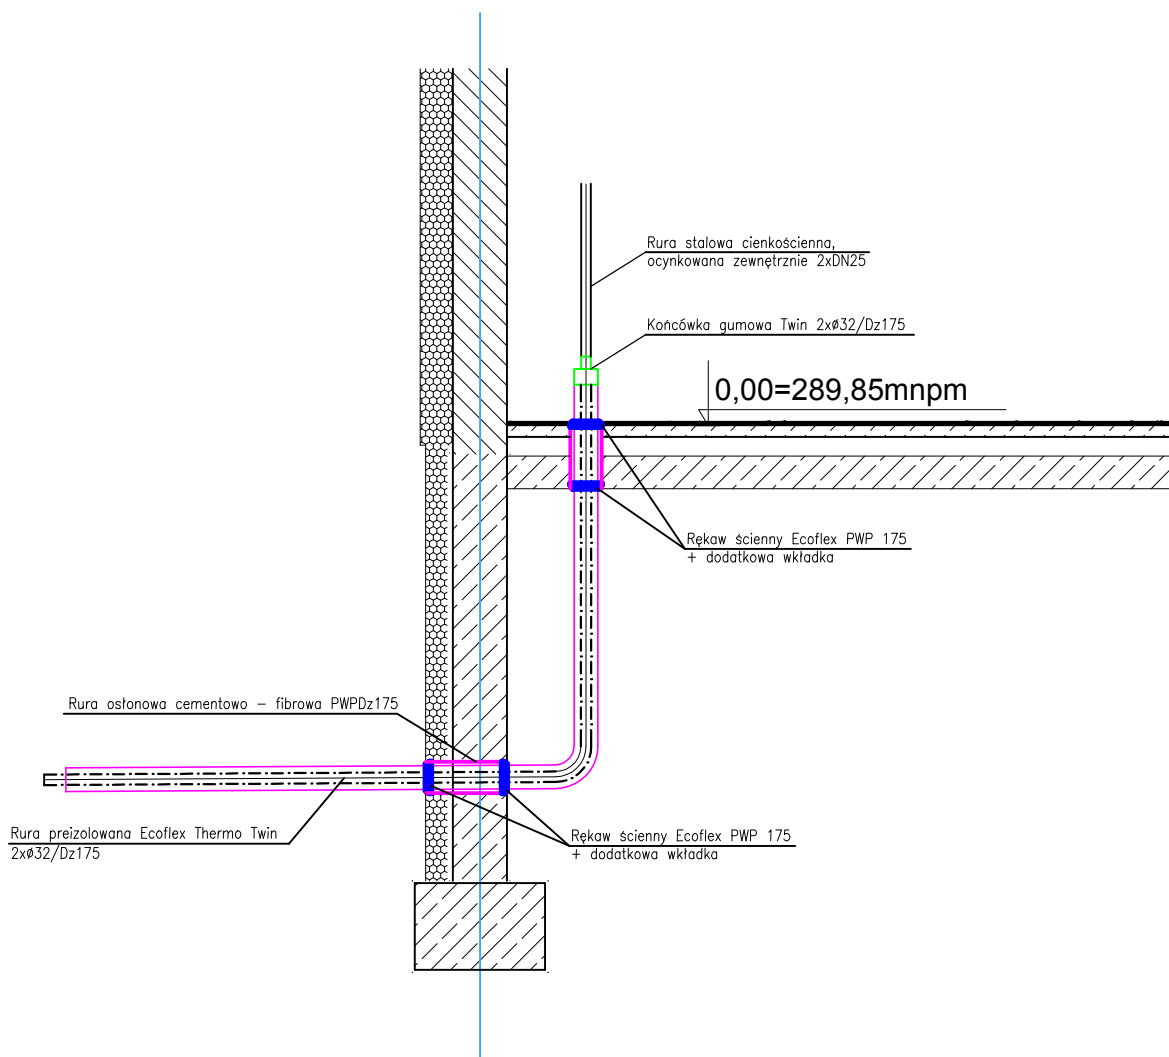 Rura stalowa cienkościenna,
ocynkowana zewnętrznie 2xDN25
Końcówka gumowa Twin 2xø32/Dz175
0,00=289,85mnpm
Rękaw ścienny Ecoflex PWP 175
+ dodatkowa wkładka
Rura osłonowa cementowo – fibrowa PWPDz175
Rura preizolowana Ecoflex Thermo Twin
2xø32/Dz175
Rękaw ścienny Ecoflex PWP 175
+ dodatkowa wkładka